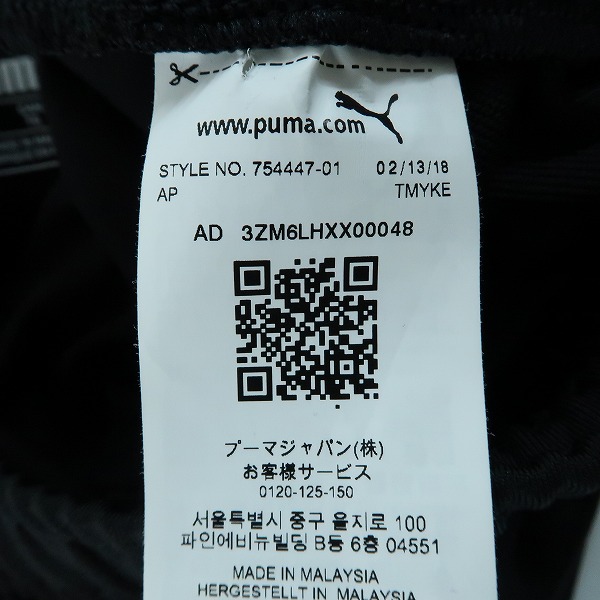 www.puma.com
STYLE NO. 754447-01 02/13/18
AP TMYKE
AD 3ZM6LHXX00048
プーマジャパン(株)
お客様サービス
0120-125-150
서울특별시 중구 을지로 100
파인에비뉴빌딩 B동 6층 04551
MADE IN MALAYSIA
HERGESTELLT IN MALAYSIA